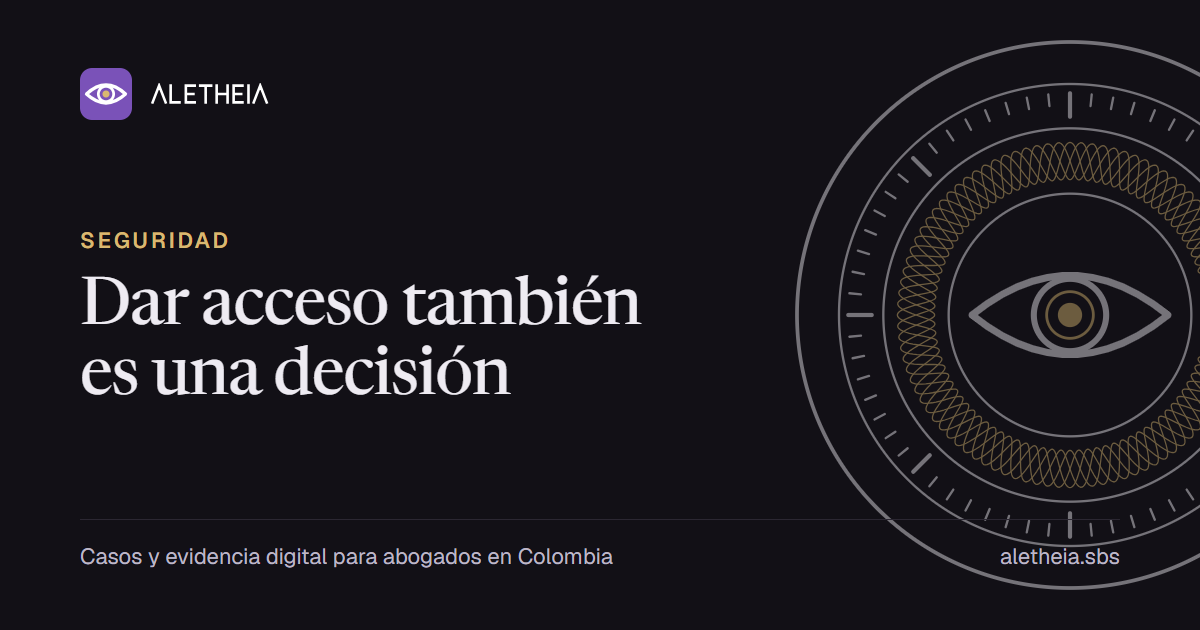 ALETHEIA
SEGURIDAD
Dar acceso también
es una decisión
Casos y evidencia digital para abogados en Colombia
aletheia.sbs